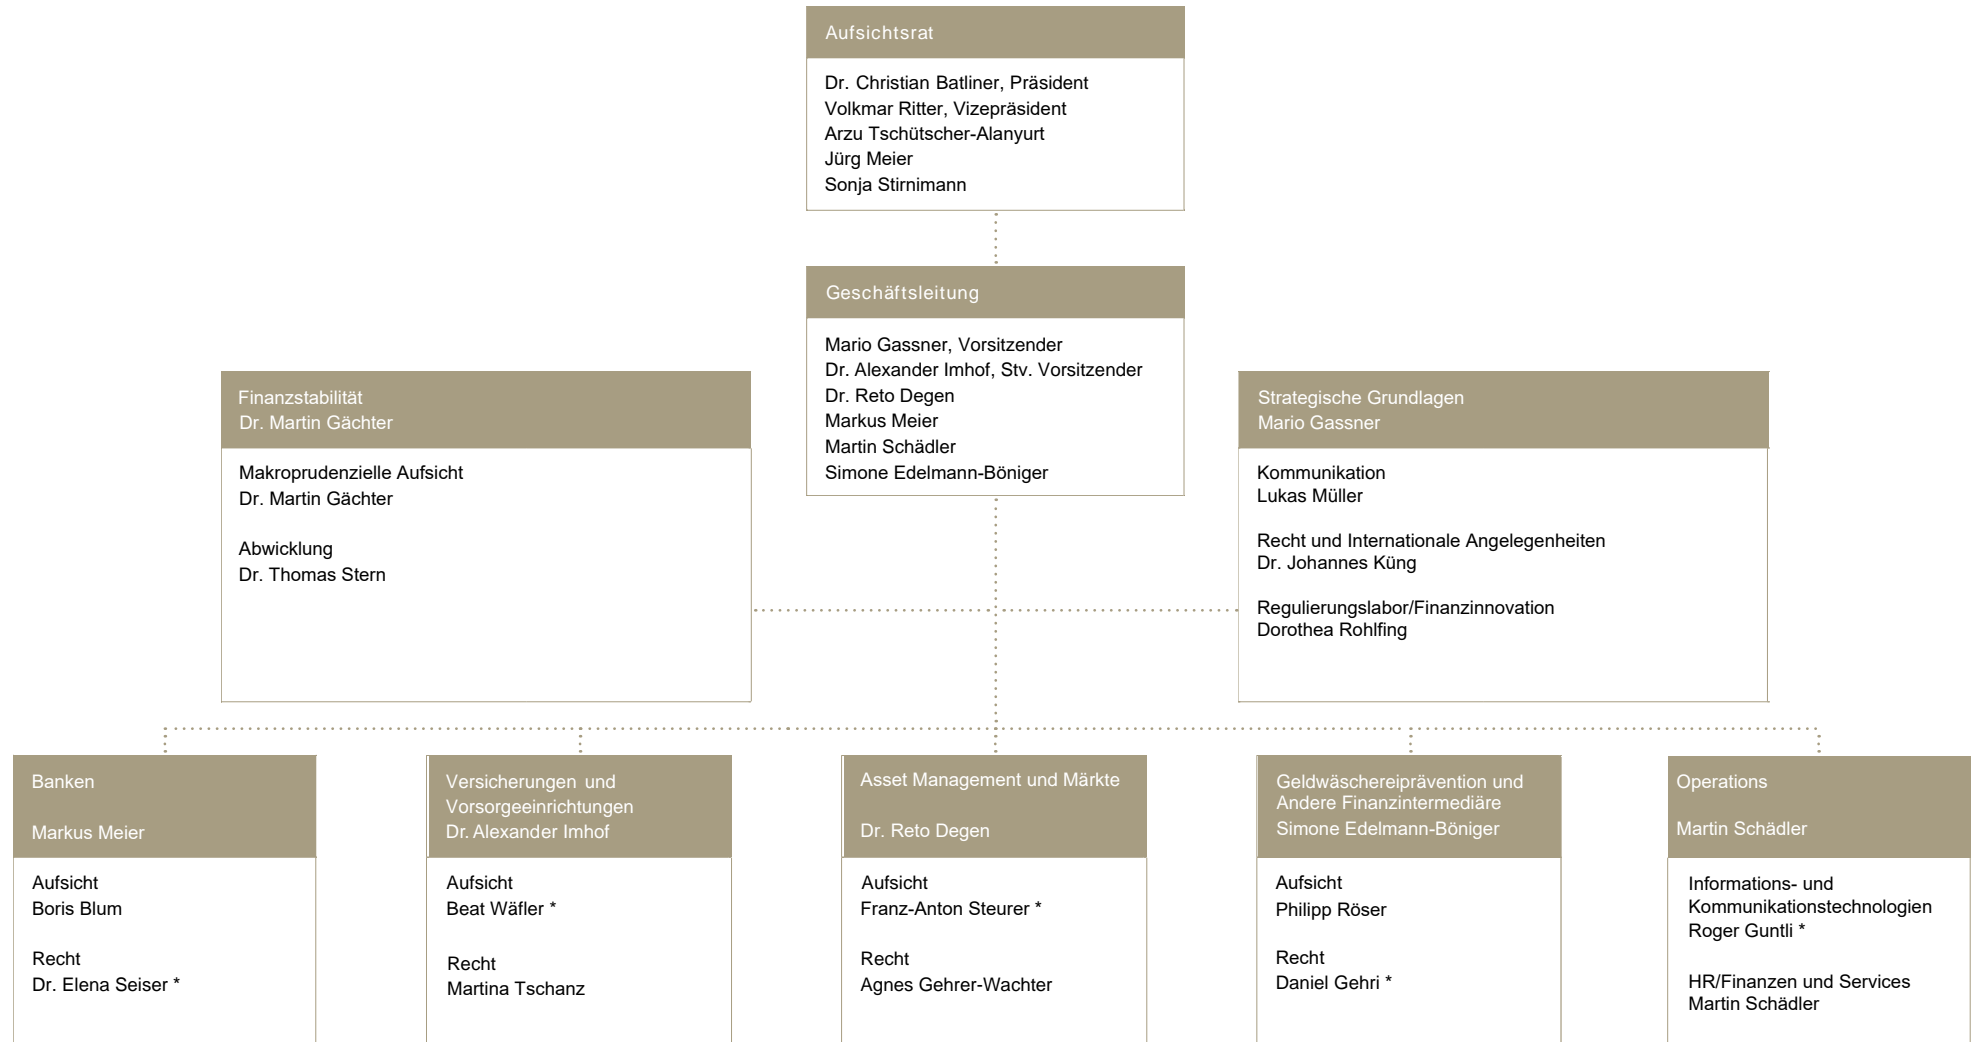 Aufsichtsrat
Dr. Christian Batliner, Präsident
Volkmar Ritter, Vizepräsident
Arzu Tschütscher-Alanyurt
Jürg Meier
Sonja Stirnimann
Geschäftsleitung
Mario Gassner, Vorsitzender
Dr. Alexander Imhof, Stv. Vorsitzender
Dr. Reto Degen
Markus Meier
Martin Schädler
Simone Edelmann-Böniger
Finanzstabilität
Dr. Martin Gächter
Makroprudenzielle Aufsicht
Dr. Martin Gächter
Abwicklung
Dr. Thomas Stern
Strategische Grundlagen
Mario Gassner
Kommunikation
Lukas Müller
Recht und Internationale Angelegenheiten
Dr. Johannes Küng
Regulierungslabor/Finanzinnovation
Dorothea Rohlfing
Banken
Markus Meier
Aufsicht
Boris Blum
Recht
Dr. Elena Seiser *
Versicherungen und
Vorsorgeeinrichtungen
Dr. Alexander Imhof
Aufsicht
Beat Wäfler *
Recht
Martina Tschanz
Asset Management und Märkte
Dr. Reto Degen
Aufsicht
Franz-Anton Steurer *
Recht
Agnes Gehrer-Wachter
Geldwäschereiprävention und
Andere Finanzintermediäre
Simone Edelmann-Böniger
Aufsicht
Philipp Röser
Recht
Daniel Gehri *
Operations
Martin Schädler
Informations- und
Kommunikationstechnologien
Roger Guntli *
HR/Finanzen und Services
Martin Schädler